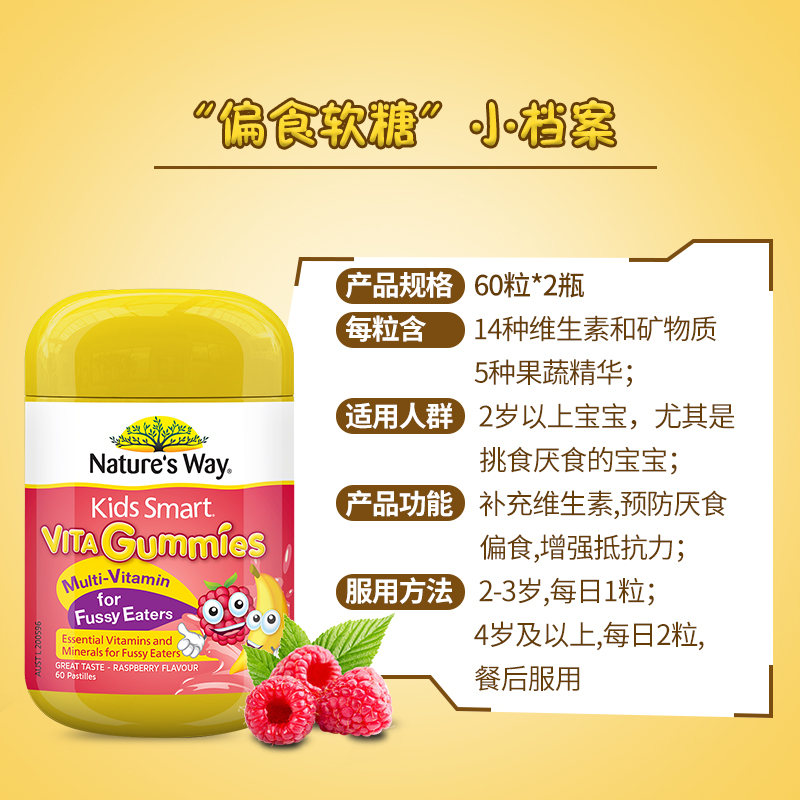 “偏食软糖”小档案
产品规格 60粒*2瓶
每粒含 14种维生素和矿物质
5种果蔬精华；
适用人群 2岁以上宝宝，尤其是
挑食厌食的宝宝；
产品功能 补充维生素,预防厌食
偏食,增强抵抗力；
服用方法 2-3岁,每日1粒；
4岁及以上,每日2粒,
餐后服用
Nature's Way®
Kids Smart®
VITA Gummies
Multi-Vitamin
for
Fussy Eaters
Essential Vitamins and
Minerals for Fussy Eaters
GREAT TASTE - RASPBERRY FLAVOUR
60 Pastilles
AUST L 200596